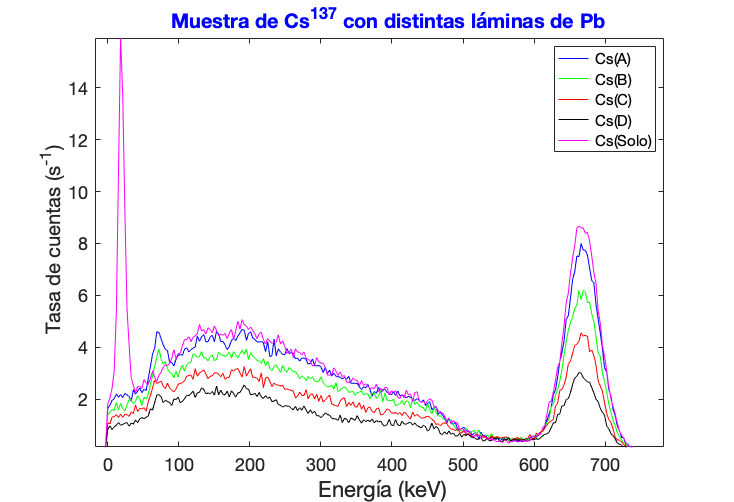 Muestra de Cs137 con distintas láminas de Pb
Tasa de cuentas (s-1)
14
12
10
8
6
4
2
0 100 200 300 400 500 600 700
Energía (keV)
Cs(A)
Cs(B)
Cs(C)
Cs(D)
Cs(Solo)